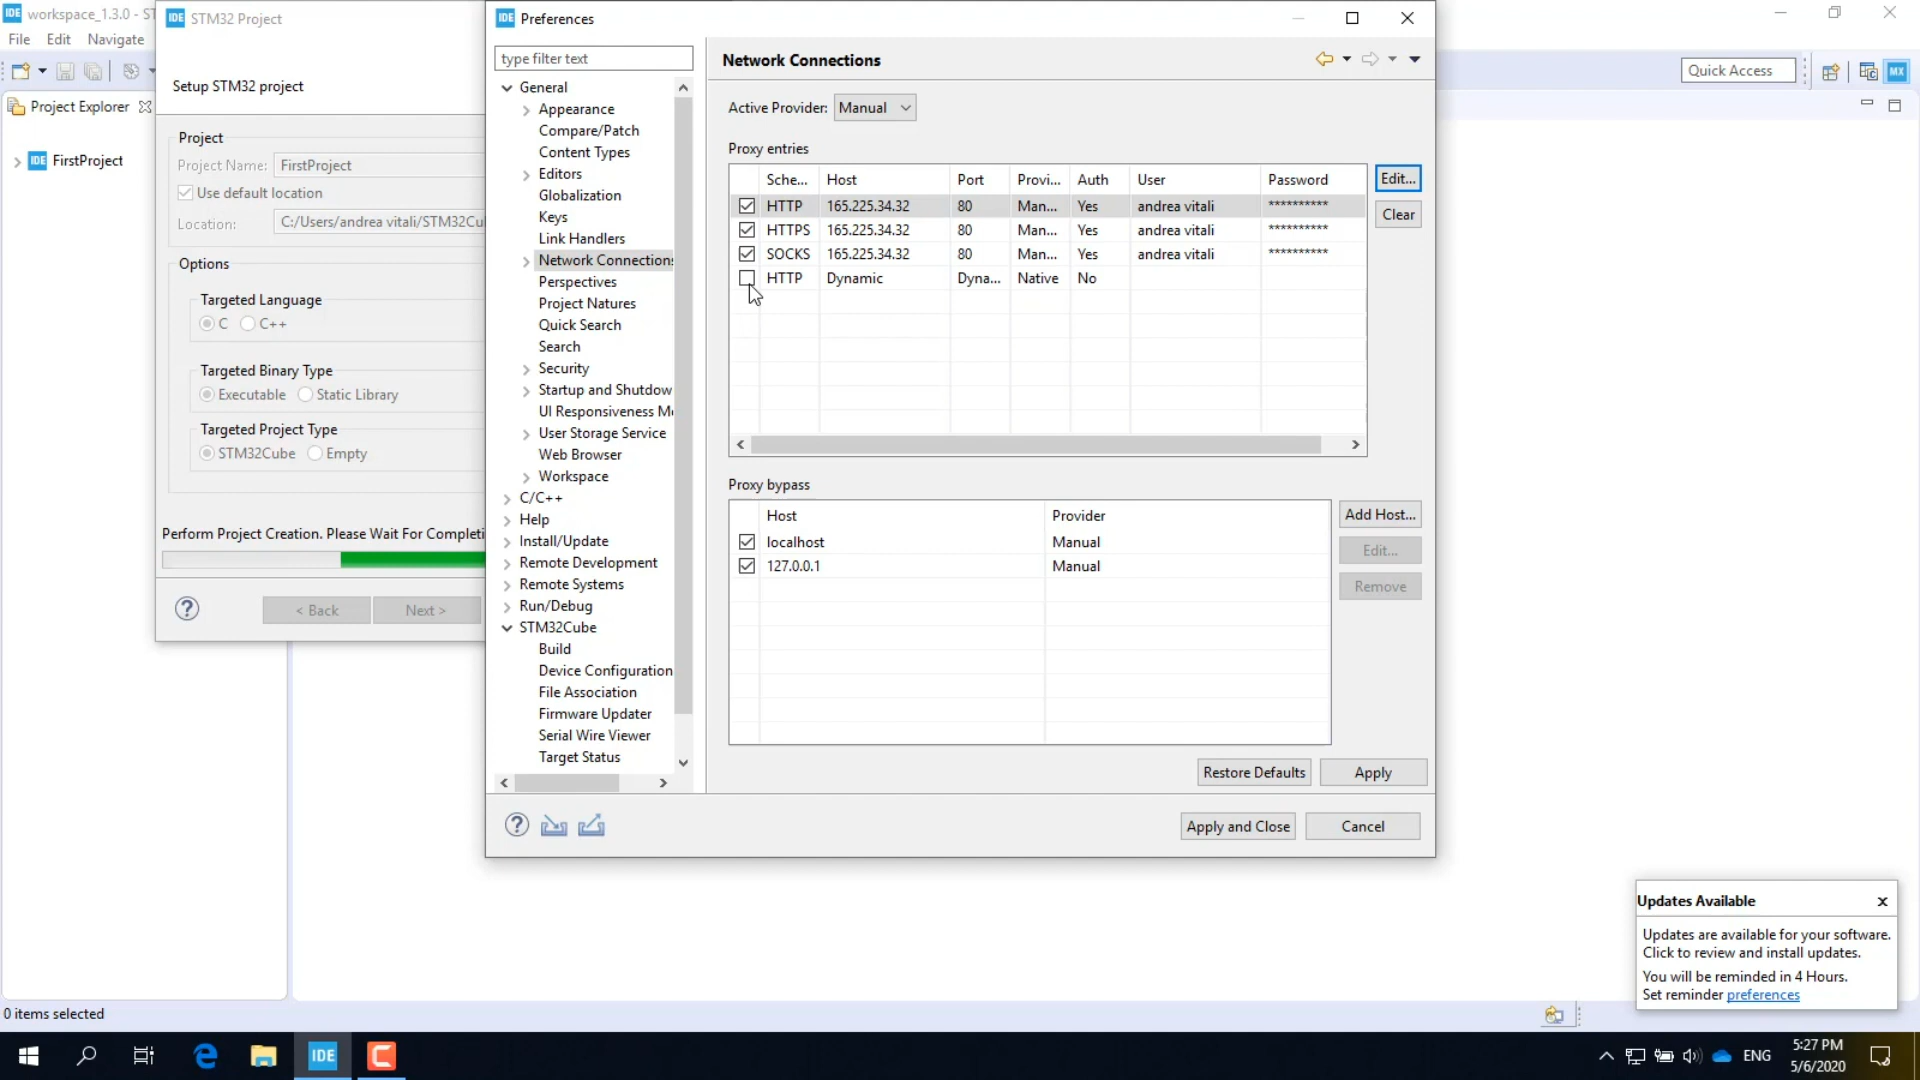 IDE workspace_1.3.0 - ST
File Edit Navigate
Project Explorer
IDE FirstProject
IDE STM32 Project
Setup STM32 project
Project
Project Name: FirstProject
Use default location
Location: C:/Users/andrea vitali/STM32Cu
Options
Targeted Language
C C++
Targeted Binary Type
Executable Static Library
Targeted Project Type
STM32Cube Empty
Perform Project Creation. Please Wait For Completi
? < Back Next >
IDE Preferences
type filter text
General
Appearance
Compare/Patch
Content Types
Editors
Globalization
Keys
Link Handlers
Network Connections
Perspectives
Project Natures
Quick Search
Search
Security
Startup and Shutdow
UI Responsiveness M
User Storage Service
Web Browser
Workspace
C/C++
Help
Install/Update
Remote Development
Remote Systems
Run/Debug
STM32Cube
Build
Device Configuration
File Association
Firmware Updater
Serial Wire Viewer
Target Status
Network Connections
Active Provider: Manual
Proxy entries
Sche... Host Port Provi... Auth User Password
HTTP 165.225.34.32 80 Man... Yes andrea vitali **********
HTTPS 165.225.34.32 80 Man... Yes andrea vitali **********
SOCKS 165.225.34.32 80 Man... Yes andrea vitali **********
HTTP Dynamic Dyna... Native No
Edit...
Clear
Proxy bypass
Host Provider
localhost Manual
127.0.0.1 Manual
Add Host...
Edit...
Remove
Restore Defaults Apply
? Apply and Close Cancel
Quick Access MX
Updates Available x
Updates are available for your software.
Click to review and install updates.
You will be reminded in 4 Hours.
Set reminder preferences
0 items selected
IDE
ENG
5:27 PM
5/6/2020